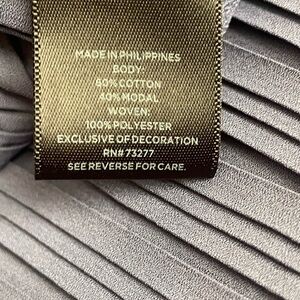 MADE IN PHILIPPINES
BODY
60% COTTON
40% MODAL
WOVEN:
100% POLYESTER
EXCLUSIVE OF DECORATION
RN# 73277
SEE REVERSE FOR CARE.